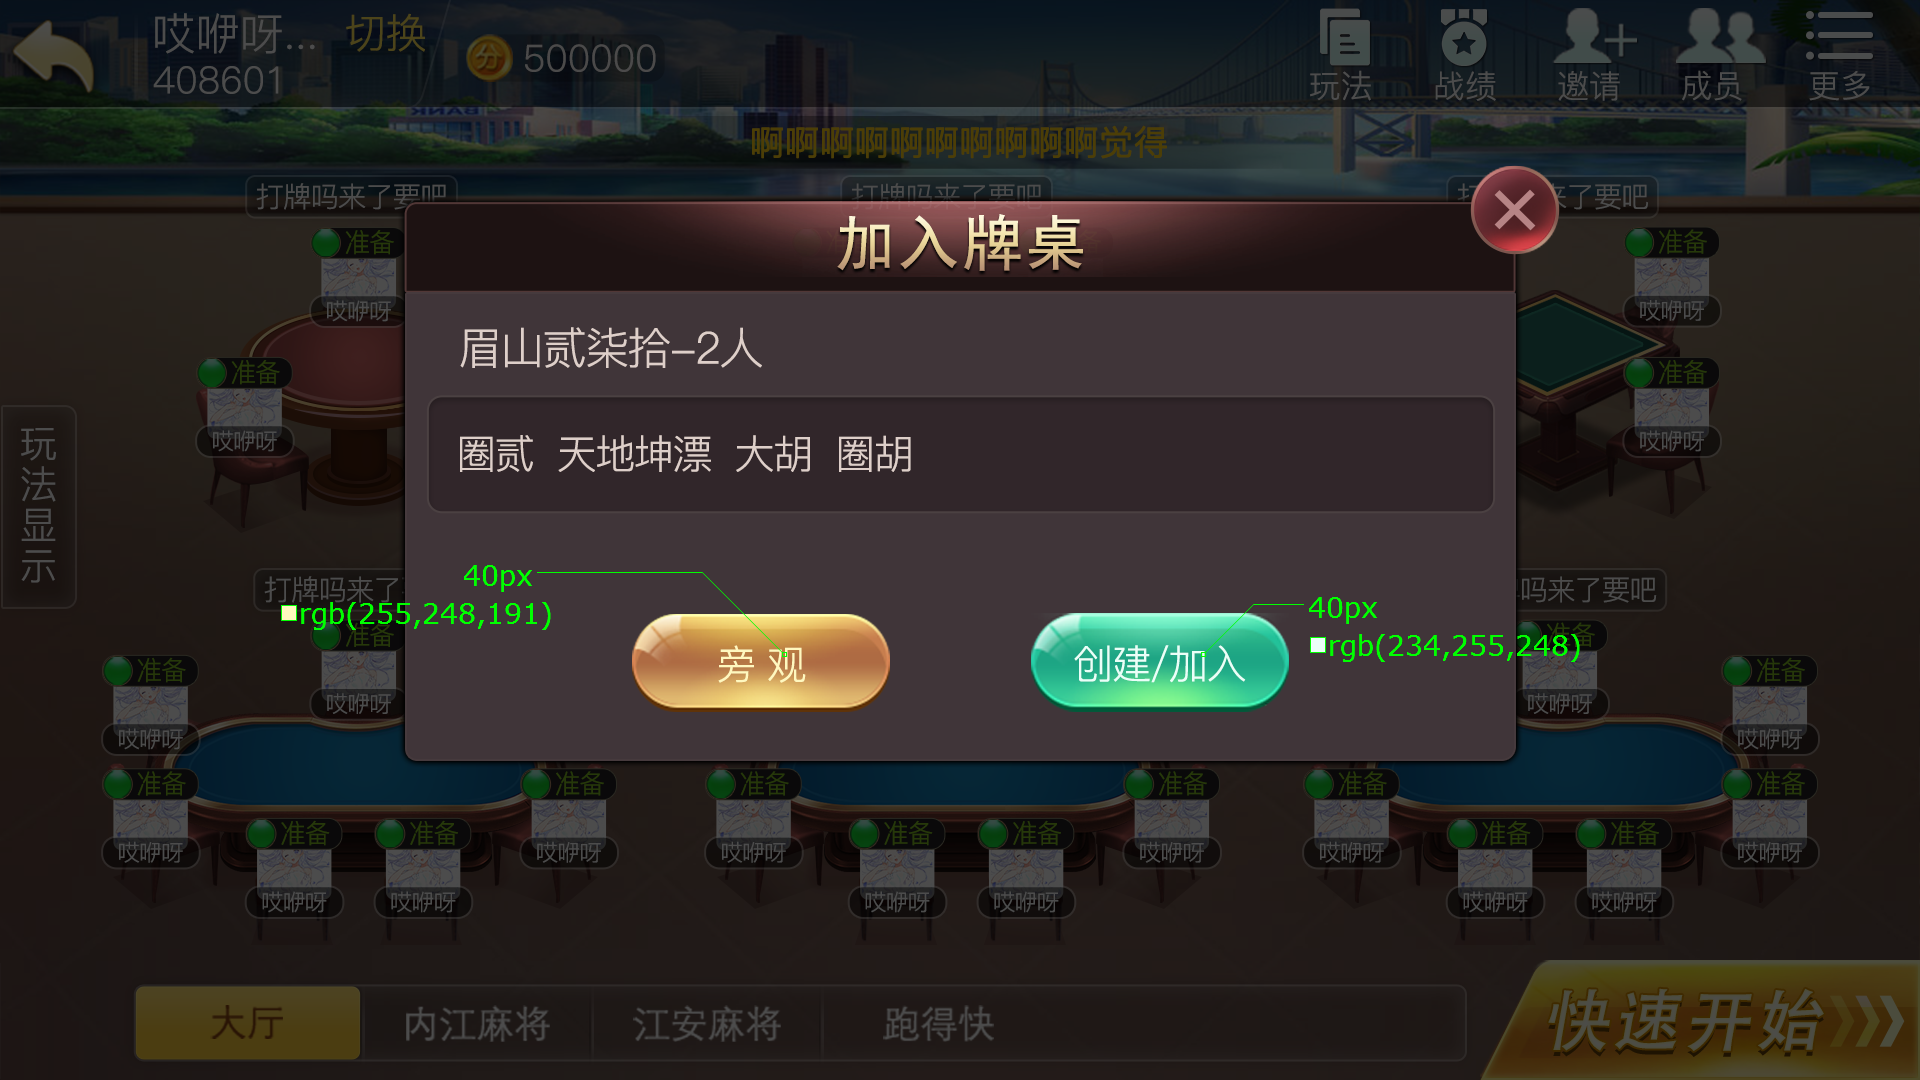 哎咿呀... 切换
408601
500000
玩法 战绩 邀请 成员 更多
啊啊啊啊啊啊啊啊啊啊觉得
打牌吗来了要吧 打牌吗来了要吧 打 来了要吧
加入牌桌
准备 准备
哎咿呀 哎咿呀
眉山贰柒拾-2人
准备 准备
哎咿呀 哎咿呀
圈贰 天地坤漂 大胡 圈胡
玩法显示
40px
打牌吗来了 吗来了要吧
rgb(255,248,191)
40px
rgb(234,255,248)
准备 准备
旁 观
创建/加入
准备 准备
哎咿呀 哎咿呀
哎咿呀 哎咿呀
准备 准备 准备 准备 准备 准备
哎咿呀 哎咿呀 哎咿呀 哎咿呀 哎咿呀 哎咿呀
准备 准备 准备 准备 准备 准备
哎咿呀 哎咿呀 哎咿呀 哎咿呀 哎咿呀 哎咿呀
大厅 内江麻将 江安麻将 跑得快
快速开始